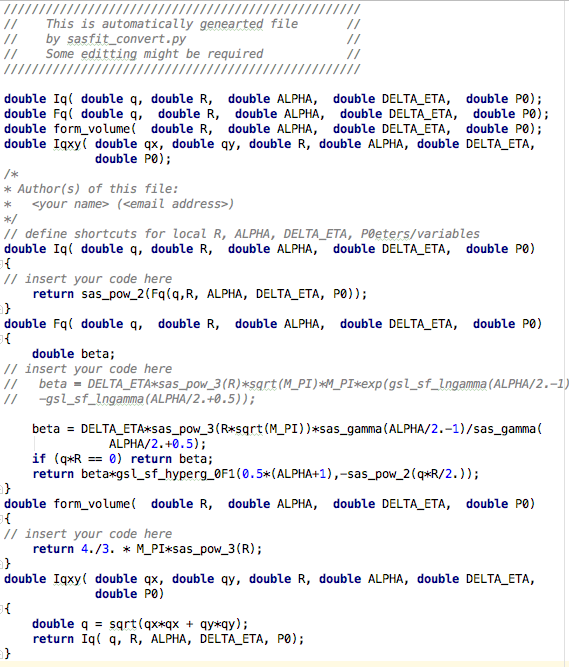 ///////////////////////////////////////////////////
//    This is automatically genearted file       //
//    by sasfit_convert.py                       //
//    Some editting might be required            //
///////////////////////////////////////////////////

double Iq( double q, double R,  double ALPHA,  double DELTA_ETA,  double P0);
double Fq( double q,  double R,  double ALPHA,  double DELTA_ETA,  double P0);
double form_volume(  double R,  double ALPHA,  double DELTA_ETA,  double P0);
double Iqxy( double qx, double qy, double R, double ALPHA, double DELTA_ETA,
             double P0);
/*
* Author(s) of this file:
*   <your name> (<email address>)
*/
// define shortcuts for local R, ALPHA, DELTA_ETA, P0eters/variables
double Iq( double q, double R,  double ALPHA,  double DELTA_ETA,  double P0)
{
// insert your code here
    return sas_pow_2(Fq(q,R, ALPHA, DELTA_ETA, P0));
}
double Fq( double q,  double R,  double ALPHA,  double DELTA_ETA,  double P0)
{
    double beta;
// insert your code here
//   beta = DELTA_ETA*sas_pow_3(R)*sqrt(M_PI)*M_PI*exp(gsl_sf_lngamma(ALPHA/2.-1)
//   -gsl_sf_lngamma(ALPHA/2.+0.5));

    beta = DELTA_ETA*sas_pow_3(R*sqrt(M_PI))*sas_gamma(ALPHA/2.-1)/sas_gamma(
               ALPHA/2.+0.5);
    if (q*R == 0) return beta;
    return beta*gsl_sf_hyperg_0F1(0.5*(ALPHA+1),-sas_pow_2(q*R/2.));
}
double form_volume(  double R,  double ALPHA,  double DELTA_ETA,  double P0)
{
// insert your code here
    return 4./3. * M_PI*sas_pow_3(R);
}
double Iqxy( double qx, double qy, double R, double ALPHA, double DELTA_ETA,
             double P0)
{
    double q = sqrt(qx*qx + qy*qy);
    return Iq( q, R, ALPHA, DELTA_ETA, P0);
}